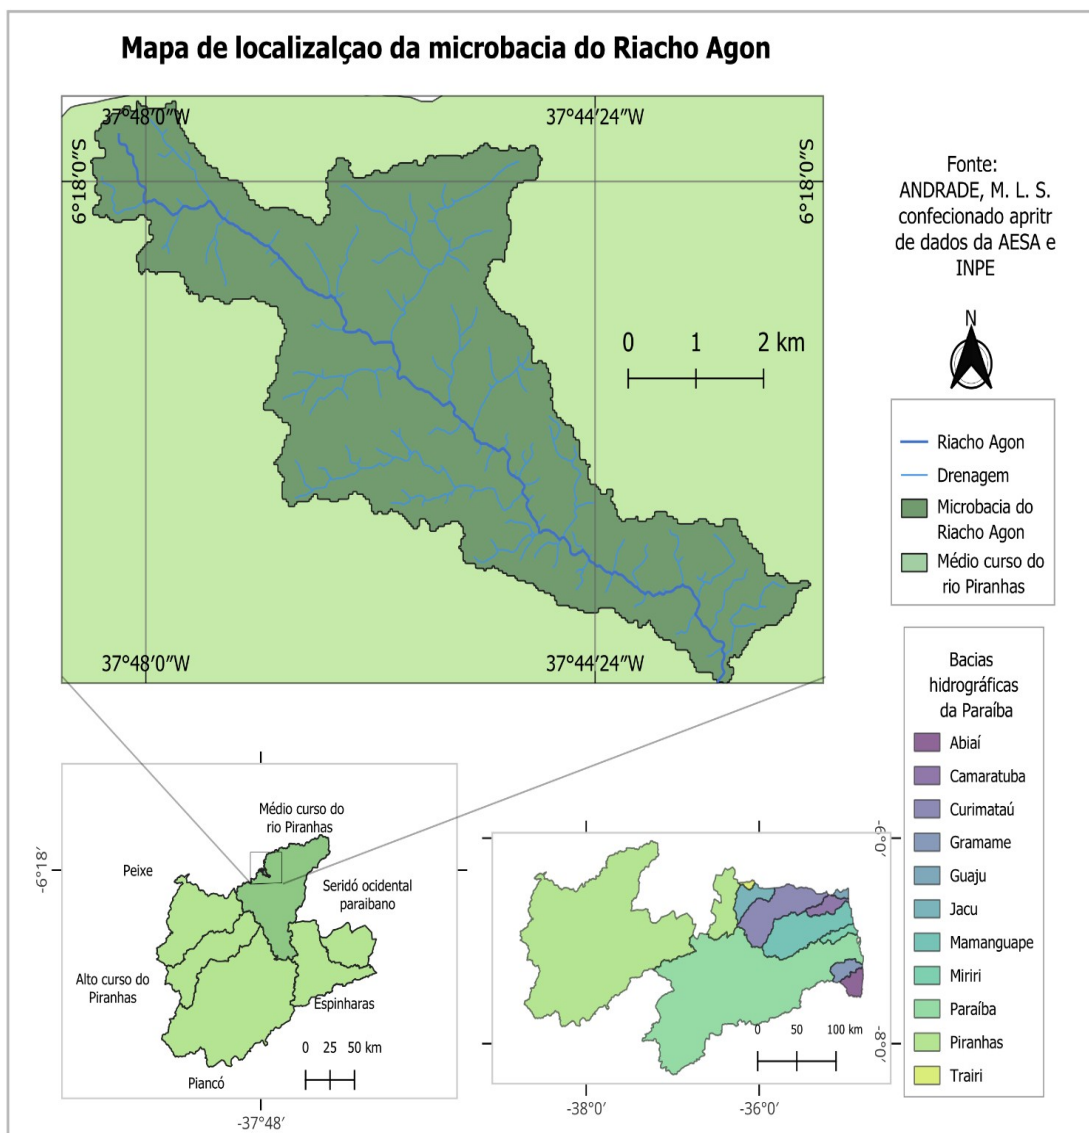 Mapa de localizalçao da microbacia do Riacho Agon
37°48′0″W
37°44′24″W
6°18′0″S
6°18′0″S
0 1 2 km
37°48′0″W
37°44′24″W
Fonte:
ANDRADE, M. L. S.
confecionado apritr
de dados da AESA e
INPE
N
Riacho Agon
Drenagem
Microbacia do
Riacho Agon
Médio curso do
rio Piranhas
Bacias
hidrográficas
da Paraíba
Abiaí
Camaratuba
Curimataú
Gramame
Guaju
Jacu
Mamanguape
Miriri
Paraíba
Piranhas
Trairi
Médio curso do
rio Piranhas
-6°18′
Peixe
Seridó ocidental
paraibano
Alto curso do
Piranhas
Espinharas
0 25 50 km
Piancó
-37°48′
-6°0′
0 50 100 km
-8°0′
-38°0′
-36°0′